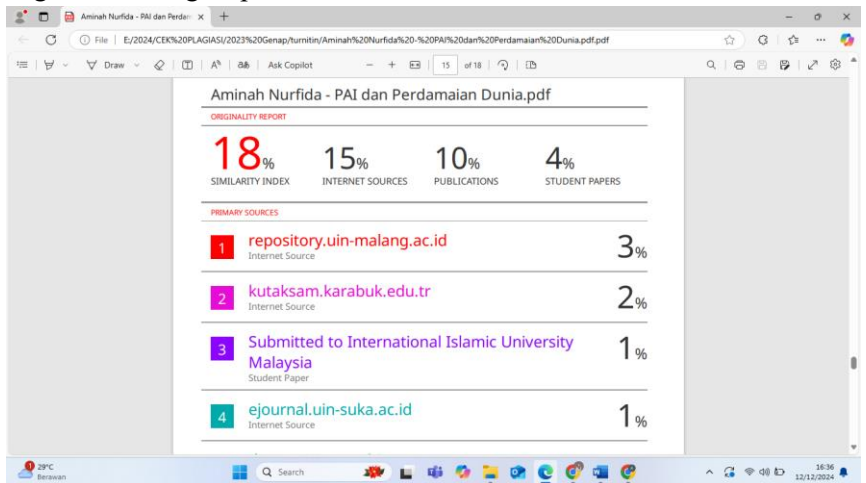 Aminah Nurfida - PAI dan Perdam
File
E:/2024/CEK%20PLAGIASI/2023%20Genap/turnitin/Aminah%20Nurfida%20-%20PAI%20dan%20Perdamaian%20Dunia.pdf.pdf
Draw
Ask Copilot
15 of 18
Aminah Nurfida - PAI dan Perdamaian Dunia.pdf
ORIGINALITY REPORT
18% 15% 10% 4%
SIMILARITY INDEX INTERNET SOURCES PUBLICATIONS STUDENT PAPERS
PRIMARY SOURCES
1 repository.uin-malang.ac.id 3%
Internet Source
2 kutaksam.karabuk.edu.tr 2%
Internet Source
3 Submitted to International Islamic University 1%
Malaysia
Student Paper
4 ejournal.uin-suka.ac.id 1%
Internet Source
29°C
Berawan
Search
16:36
12/12/2024